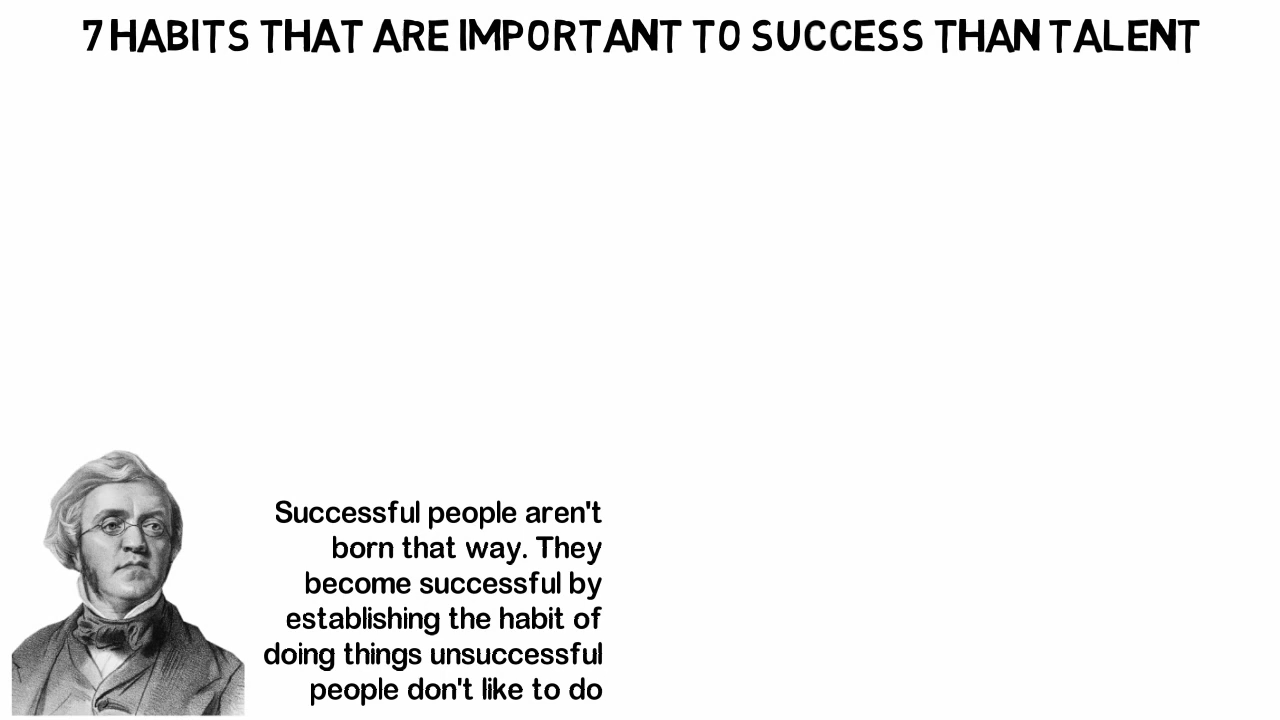 7 HABITS THAT ARE IMPORTANT TO SUCCESS THAN TALENT
Successful people aren't
born that way. They
become successful by
establishing the habit of
doing things unsuccessful
people don't like to do